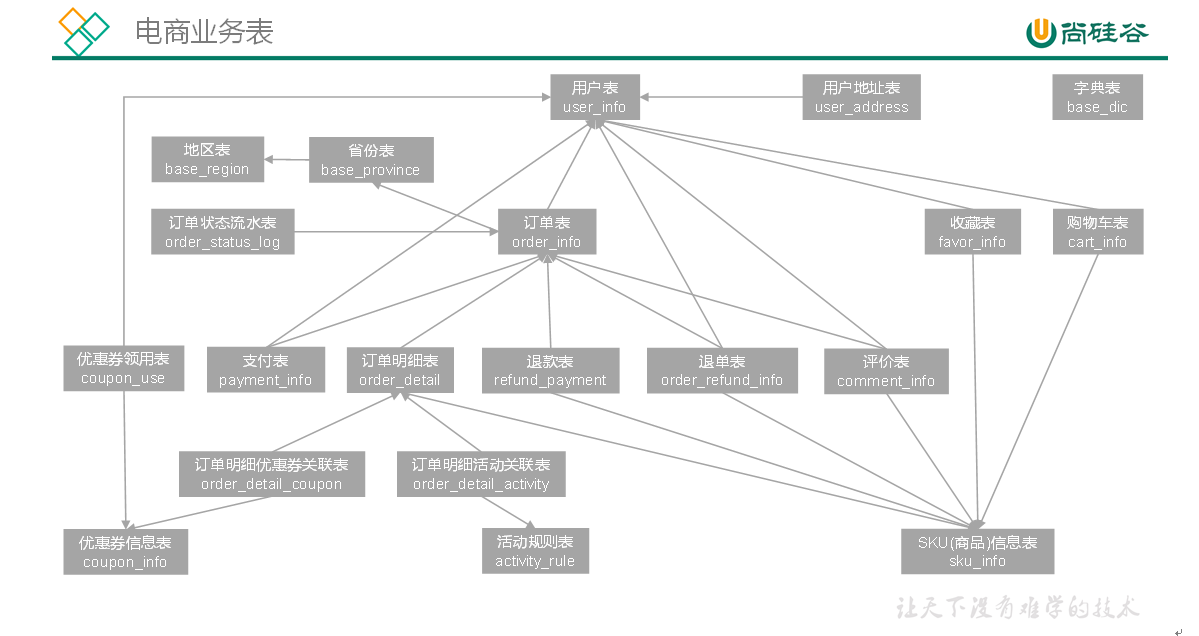 电商业务表
尚硅谷
用户表
user_info
用户地址表
user_address
字典表
base_dic
地区表
base_region
省份表
base_province
订单状态流水表
order_status_log
订单表
order_info
收藏表
favor_info
购物车表
cart_info
优惠券领用表
coupon_use
支付表
payment_info
订单明细表
order_detail
退款表
refund_payment
退单表
order_refund_info
评价表
comment_info
订单明细优惠券关联表
order_detail_coupon
订单明细活动关联表
order_detail_activity
优惠券信息表
coupon_info
活动规则表
activity_rule
SKU(商品)信息表
sku_info
让天下没有难学的技术